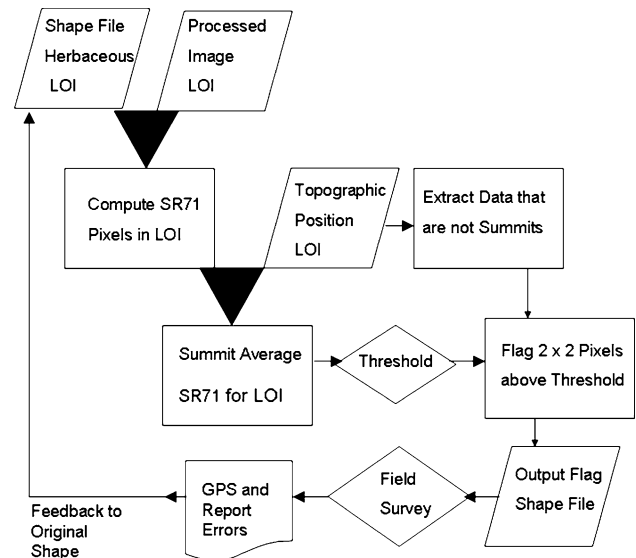 Shape File
Herbaceous
LOI
Processed
Image
LOI
Compute SR71
Pixels in LOI
Topographic
Position
LOI
Extract Data that
are not Summits
Summit Average
SR71 for LOI
Threshold
Flag 2 x 2 Pixels
above Threshold
Output Flag
Shape File
Field
Survey
GPS and
Report
Errors
Feedback to
Original
Shape